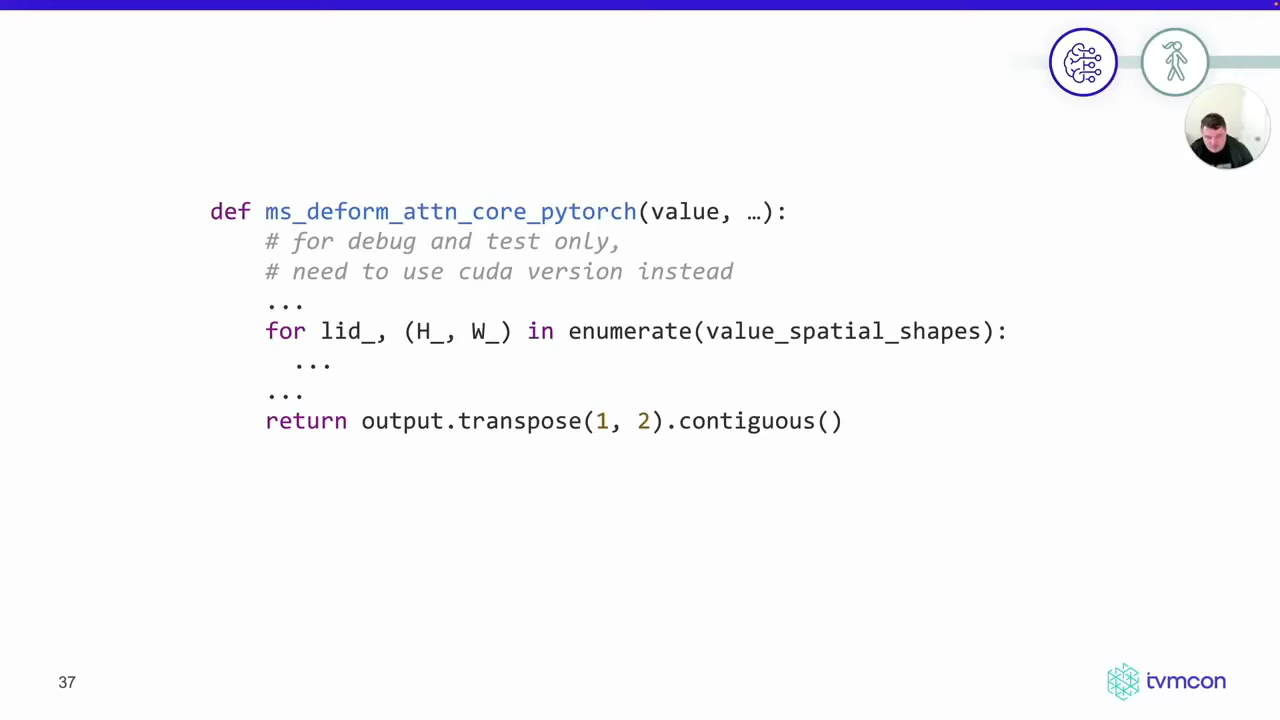 def ms_deform_attn_core_pytorch(value, …):
# for debug and test only,
# need to use cuda version instead
...
for lid_, (H_, W_) in enumerate(value_spatial_shapes):
...
...
return output.transpose(1, 2).contiguous()
37
tvmcon